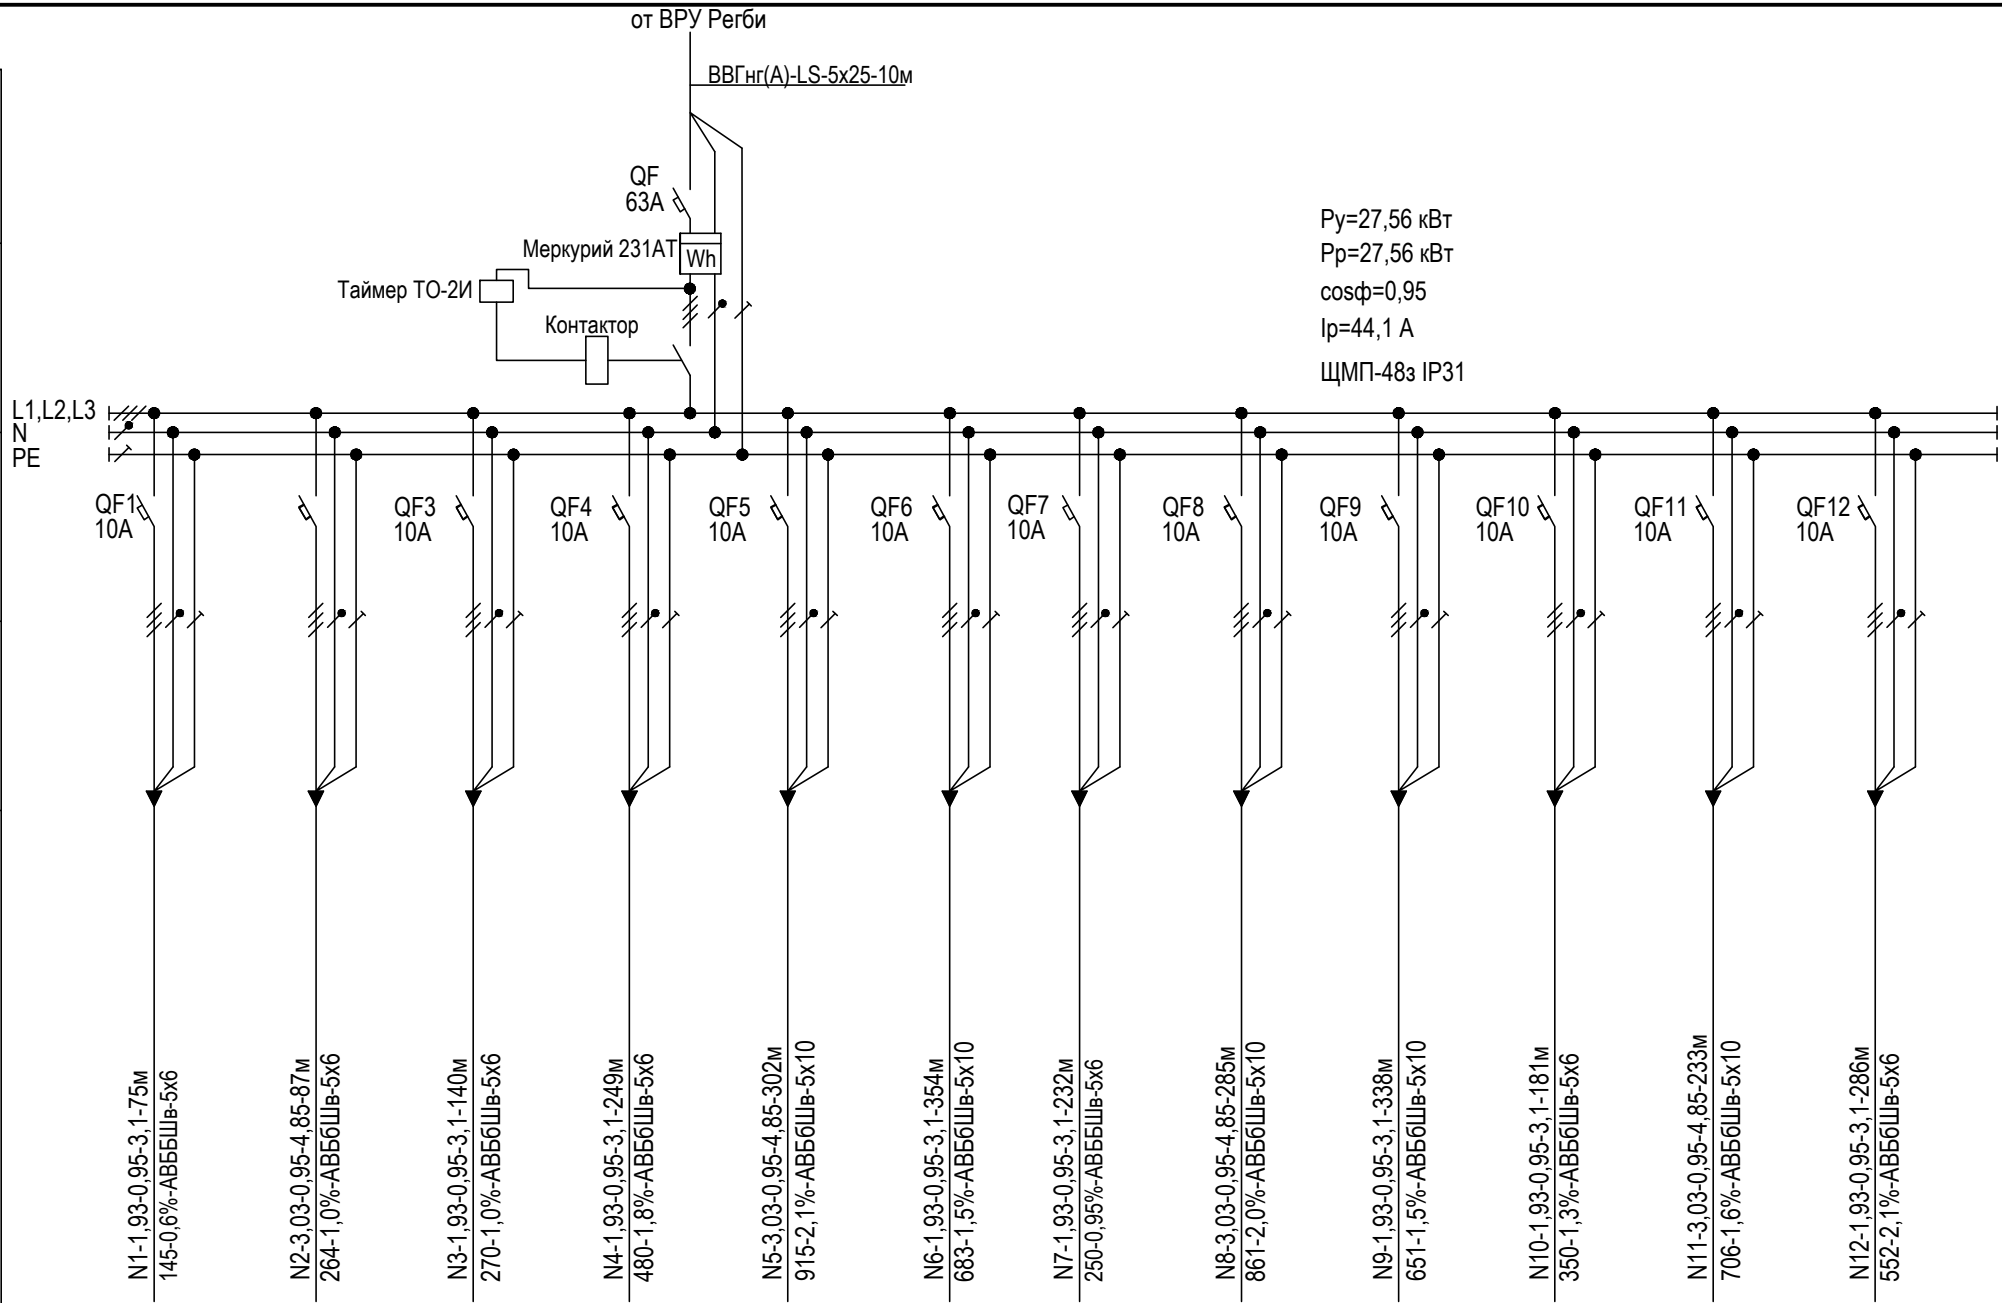 от ВРУ Регби
ВВГнг(А)-LS-5х25-10м
QF
63А
Меркурий 231АТ
Wh
Таймер ТО-2И
Контактор
Ру=27,56 кВт
Рр=27,56 кВт
cosф=0,95
Iр=44,1 А
ЩМП-48з IP31
L1,L2,L3
N
PE
QF1
10А
QF3
10А
QF4
10А
QF5
10А
QF6
10А
QF7
10А
QF8
10А
QF9
10А
QF10
10А
QF11
10А
QF12
10А
N1-1,93-0,95-3,1-75м
145-0,6%-АВББШв-5х6
N2-3,03-0,95-4,85-87м
264-1,0%-АВБбШв-5х6
N3-1,93-0,95-3,1-140м
270-1,0%-АВБбШв-5х6
N4-1,93-0,95-3,1-249м
480-1,8%-АВБбШв-5х6
N5-3,03-0,95-4,85-302м
915-2,1%-АВБбШв-5х10
N6-1,93-0,95-3,1-354м
683-1,5%-АВБбШв-5х10
N7-1,93-0,95-3,1-232м
250-0,95%-АВББШв-5х6
N8-3,03-0,95-4,85-285м
861-2,0%-АВБбШв-5х10
N9-1,93-0,95-3,1-338м
651-1,5%-АВБбШв-5х10
N10-1,93-0,95-3,1-181м
350-1,3%-АВБбШв-5х6
N11-3,03-0,95-4,85-233м
706-1,6%-АВБбШв-5х10
N12-1,93-0,95-3,1-286м
552-2,1%-АВБбШв-5х6